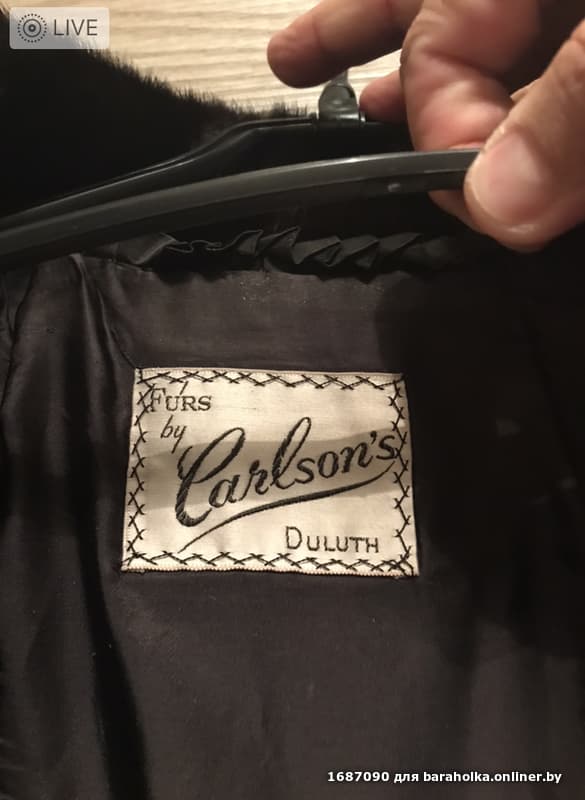 LIVE
FURS
by
Carlson's
DULUTH
1687090 для baraholka.onliner.by